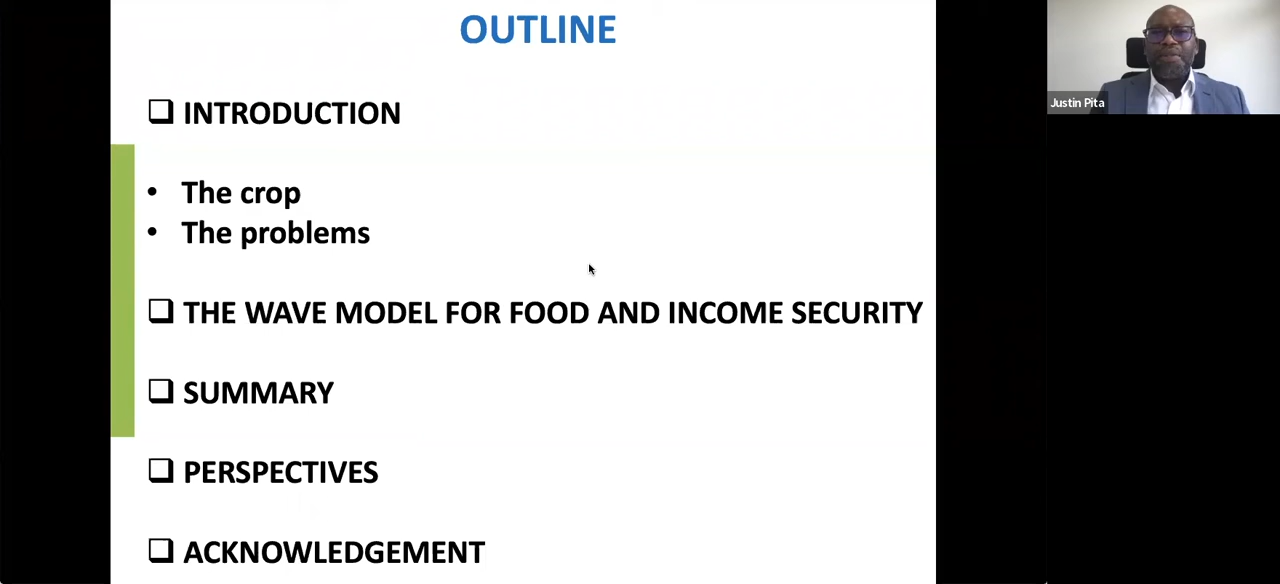 OUTLINE
❑ INTRODUCTION
• The crop
• The problems
❑ THE WAVE MODEL FOR FOOD AND INCOME SECURITY
❑ SUMMARY
❑ PERSPECTIVES
❑ ACKNOWLEDGEMENT
Justin Pita